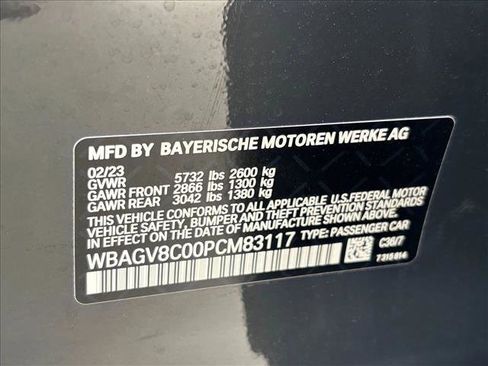 MFD BY BAYERISCHE MOTOREN WERKE AG
02/23
GVWR 5732 lbs 2600 kg
GAWR FRONT 2866 lbs 1300 kg
GAWR REAR 3042 lbs 1380 kg
THIS VEHICLE CONFORMS TO ALL APPLICABLE U.S. FEDERAL MOTOR
VEHICLE SAFETY, BUMPER AND THEFT PREVENTION STANDARDS IN
EFFECT ON THE DATE OF MANUFACTURE SHOWN ABOVE.
WBAGV8C00PCM83117 TYPE: PASSENGER CAR
C36/7
7318814